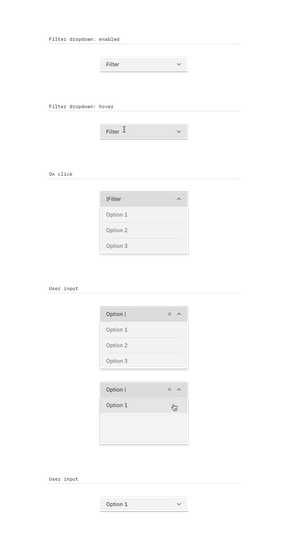 Filter dropdown: enabled
Filter
Filter dropdown: hover
Filter
On click
|Filter
Option 1
Option 2
Option 3
User input
Option |
Option 1
Option 2
Option 3
Option |
Option 1
User input
Option 1